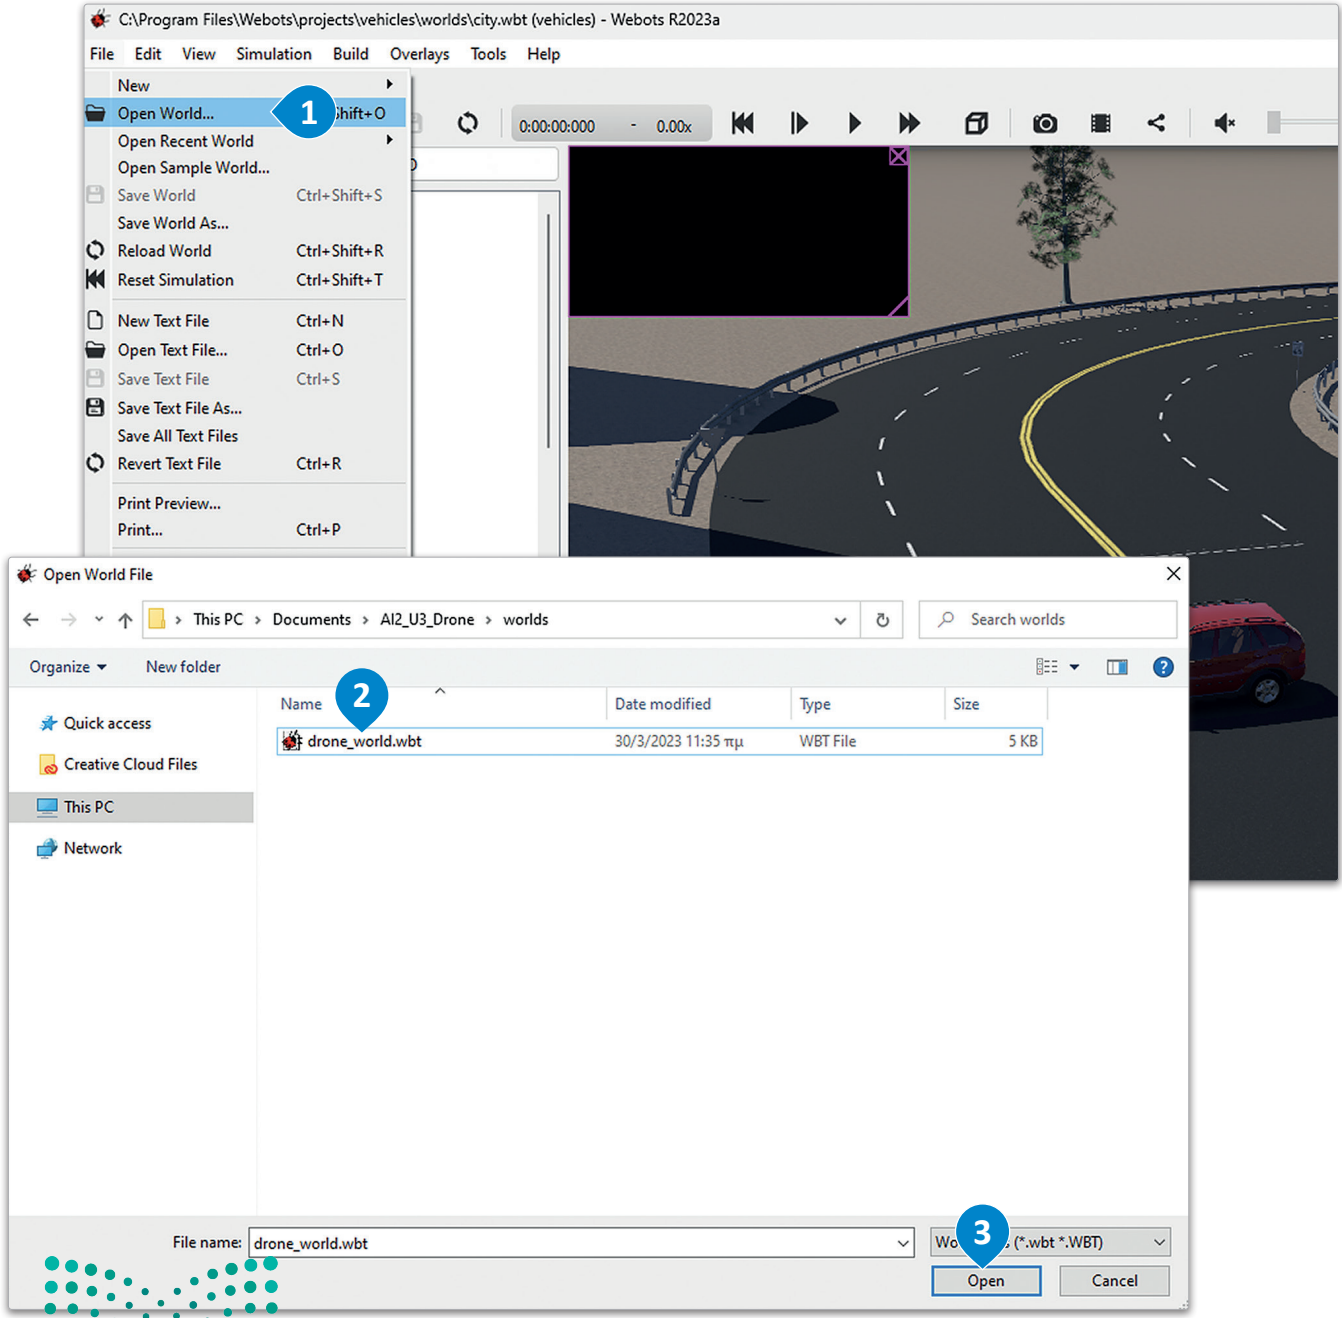 C:\Program Files\Webots\projects\vehicles\worlds\city.wbt (vehicles) - Webots R2023a
File Edit View Simulation Build Overlays Tools Help
New
Open World... 1 Shift+O
Open Recent World
Open Sample World...
Save World Ctrl+Shift+S
Save World As...
Reload World Ctrl+Shift+R
Reset Simulation Ctrl+Shift+T
New Text File Ctrl+N
Open Text File... Ctrl+O
Save Text File Ctrl+S
Save Text File As...
Save All Text Files
Revert Text File Ctrl+R
Print Preview...
Print... Ctrl+P
0:00:00:000 - 0.00x
Open World File
This PC > Documents > AI2_U3_Drone > worlds
Search worlds
Organize New folder
Quick access
Creative Cloud Files
This PC
Network
Name 2 Date modified Type Size
drone_world.wbt 30/3/2023 11:35 πμ WBT File 5 KB
File name: drone_world.wbt
3 (*.wbt *.WBT)
Open Cancel